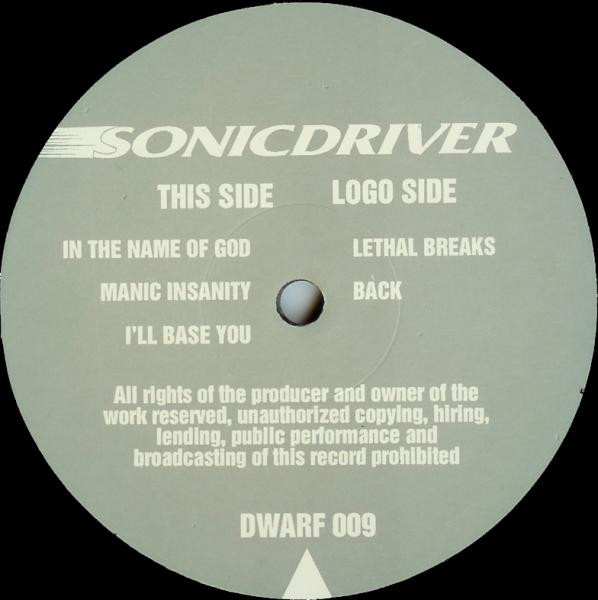 SONICDRIVER
THIS SIDE LOGO SIDE
IN THE NAME OF GOD LETHAL BREAKS
MANIC INSANITY BACK
I'LL BASE YOU
All rights of the producer and owner of the
work reserved, unauthorized copying, hiring,
lending, public performance and
broadcasting of this record prohibited
DWARF 009